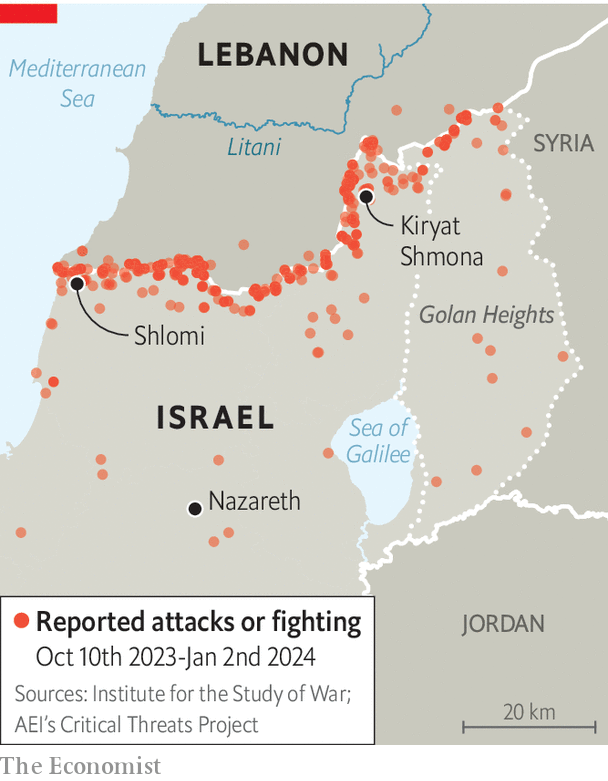 LEBANON
Mediterranean
Sea
Litani
SYRIA
Kiryat
Shmona
Golan Heights
Shlomi
ISRAEL
Sea of
Galilee
Nazareth
Reported attacks or fighting
Oct 10th 2023-Jan 2nd 2024
Sources: Institute for the Study of War;
AEI’s Critical Threats Project
JORDAN
20 km
The Economist